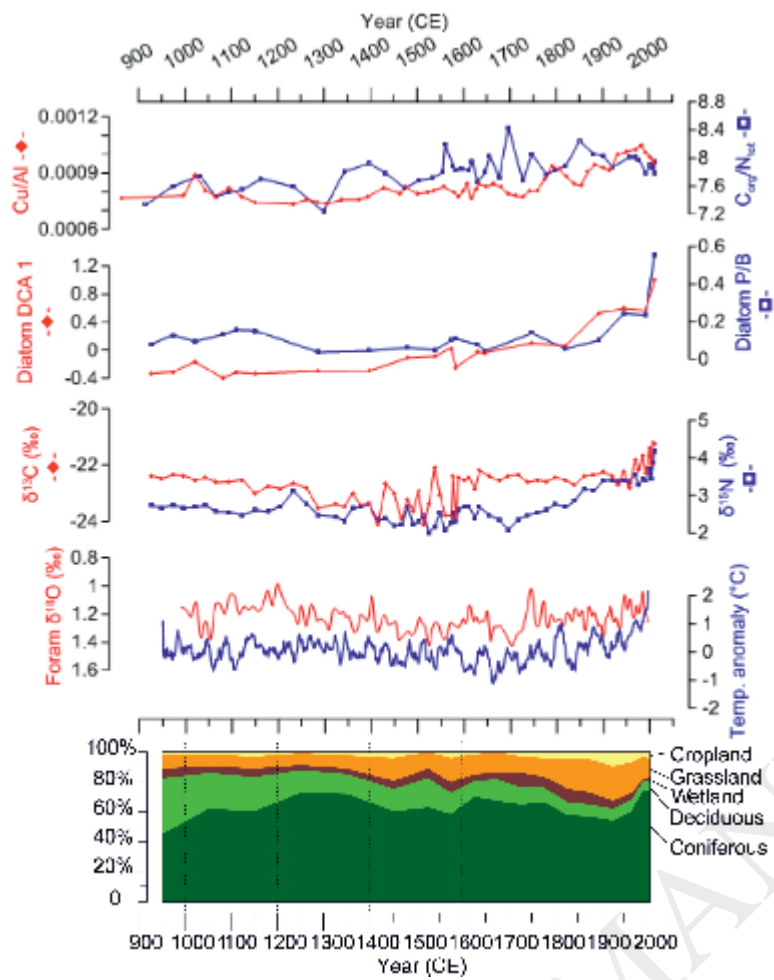 Year (CE)
900 1000 1100 1200 1300 1400 1500 1600 1700 1800 1900 2000
0.0012
0.0009
0.0006
Cu/Al
8.8
8.4
8
7.6
7.2
Corg/Ntot
1.2
0.8
0.4
0
-0.4
Diatom DCA 1
0.6
0.4
0.2
0
Diatom P/B
-20
-22
-24
δ¹³C (‰)
5
4
3
2
δ¹⁵N (‰)
0.8
1
1.2
1.4
1.6
Foram δ¹⁸O (‰)
2
1
0
-1
-2
Temp. anomaly (°C)
100%
80%
60%
40%
20%
0
Cropland
Grassland
Wetland
Deciduous
Coniferous
900 1000 1100 1200 1300 1400 1500 1600 1700 1800 1900 2000
Year (CE)